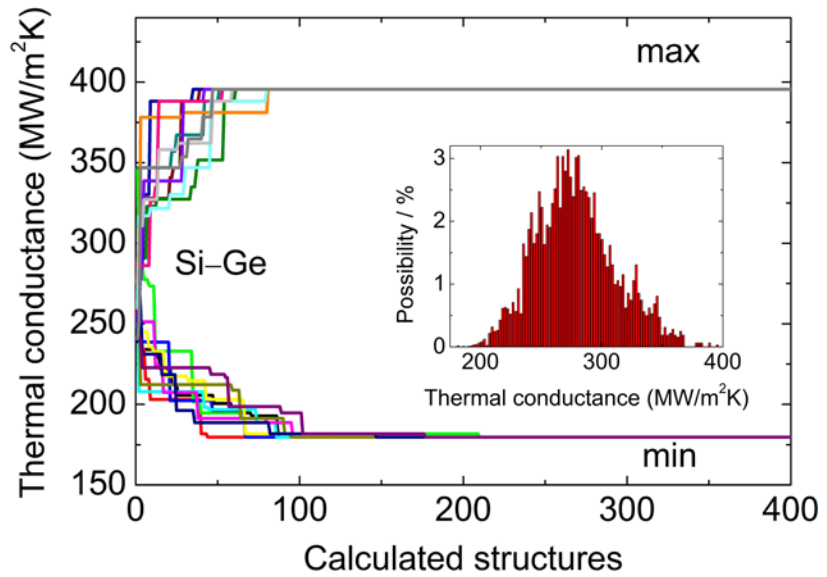 Thermal conductance (MW/m²K)
400
350
300
250
200
150
max
Si–Ge
min
Possibility / %
3
2
1
0
200 300 400
Thermal conductance (MW/m²K)
0 100 200 300 400
Calculated structures